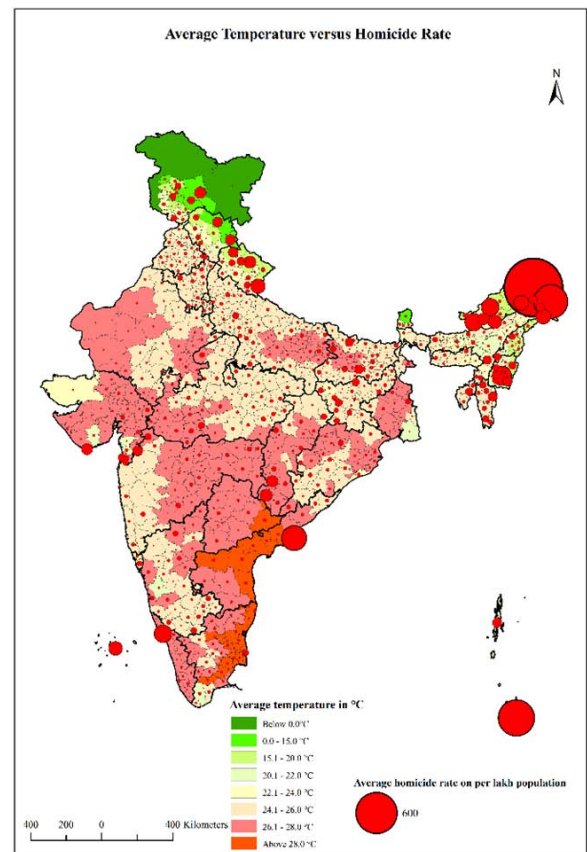 Average Temperature versus Homicide Rate
N
Average temperature in °C
Below 0.0°C
0.0 - 15.0 °C
15.1 - 20.0 °C
20.1 - 22.0 °C
22.1 - 24.0 °C
24.1 - 26.0 °C
26.1 - 28.0 °C
Above 28.0 °C
Average homicide rate on per lakh population
600
400 200 0 400 Kilometers